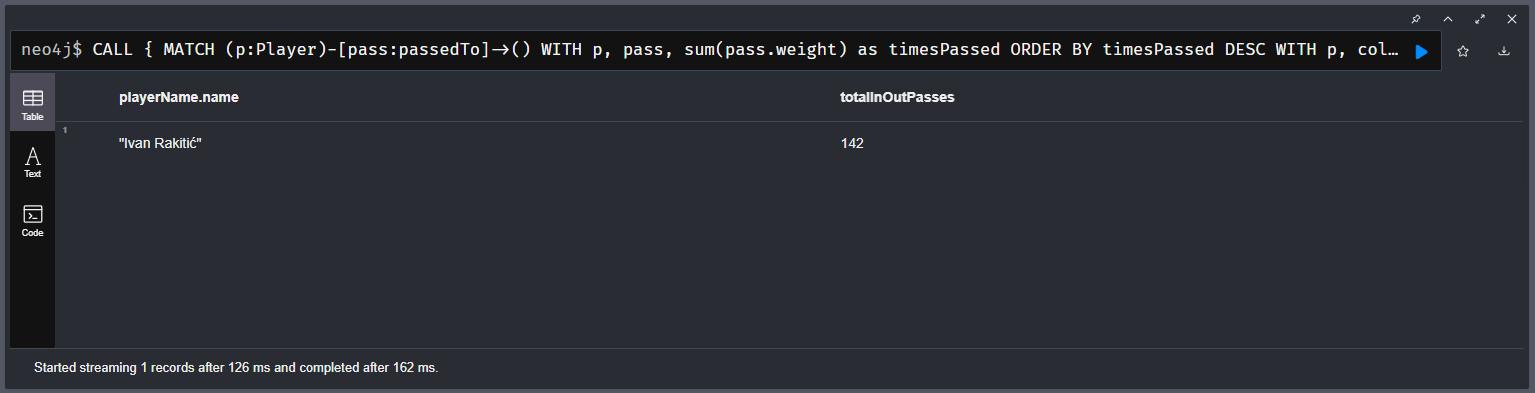 neo4j$ CALL { MATCH (p:Player)-[pass:passedTo]->() WITH p, pass, sum(pass.weight) as timesPassed ORDER BY timesPassed DESC WITH p, col…
playerName.name totalInOutPasses
Table
1
"Ivan Rakitić" 142
Text
Code
Started streaming 1 records after 126 ms and completed after 162 ms.